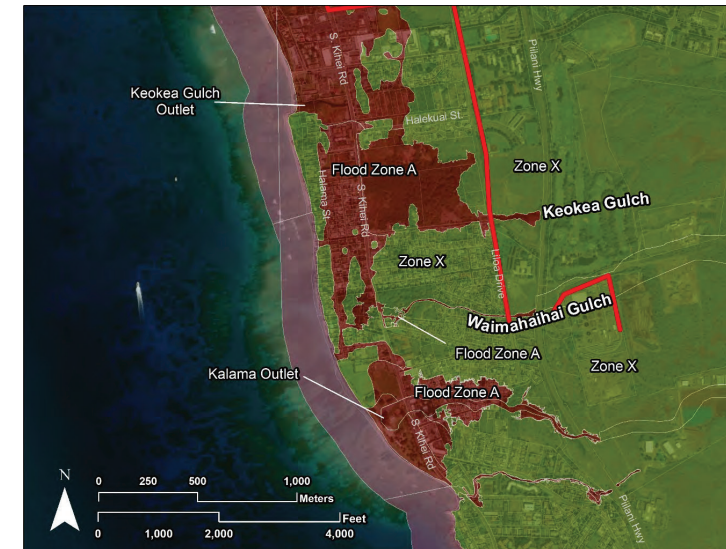 S. Kihei Rd
Piilani Hwy
Keokea Gulch
Outlet
Halekuai St.
Flood Zone A
Zone X
Halama St.
S. Kihei Rd
Keokea Gulch
Zone X
Liloa Drive
Waimahaihai Gulch
Flood Zone A
Zone X
Kalama Outlet
Flood Zone A
S. Kihei Rd
Piilani Hwy
N
0 250 500 1,000
Meters
Feet
0 1,000 2,000 4,000